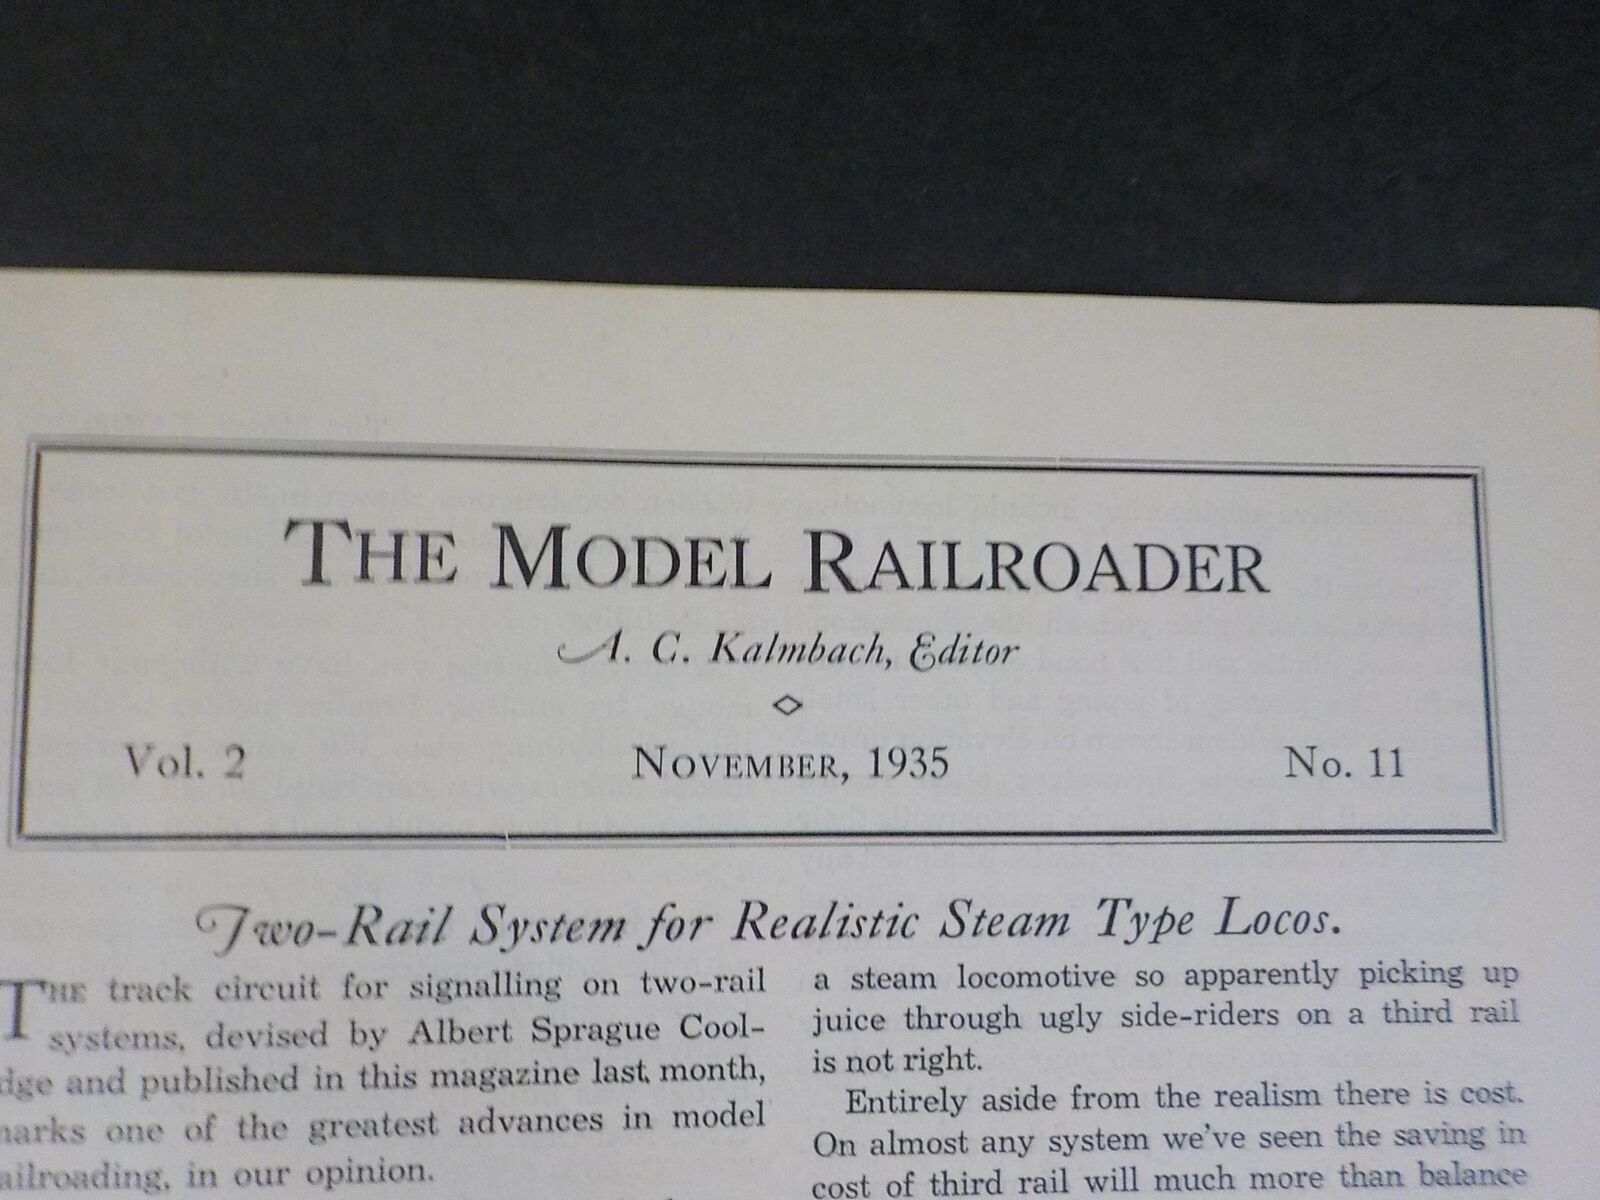 THE MODEL RAILROADER
A. C. Kalmbach, Editor
Vol. 2
NOVEMBER, 1935
No. 11
Two-Rail System for Realistic Steam Type Locos.
THE track circuit for signalling on two-rail
systems, devised by Albert Sprague Cool-
dge and published in this magazine last month,
arks one of the greatest advances in model
ailroading, in our opinion.
a steam locomotive so apparently picking up
juice through ugly side-riders on a third rail
is not right.
Entirely aside from the realism there is cost.
On almost any system we've seen the saving in
cost of third rail will much more than balance